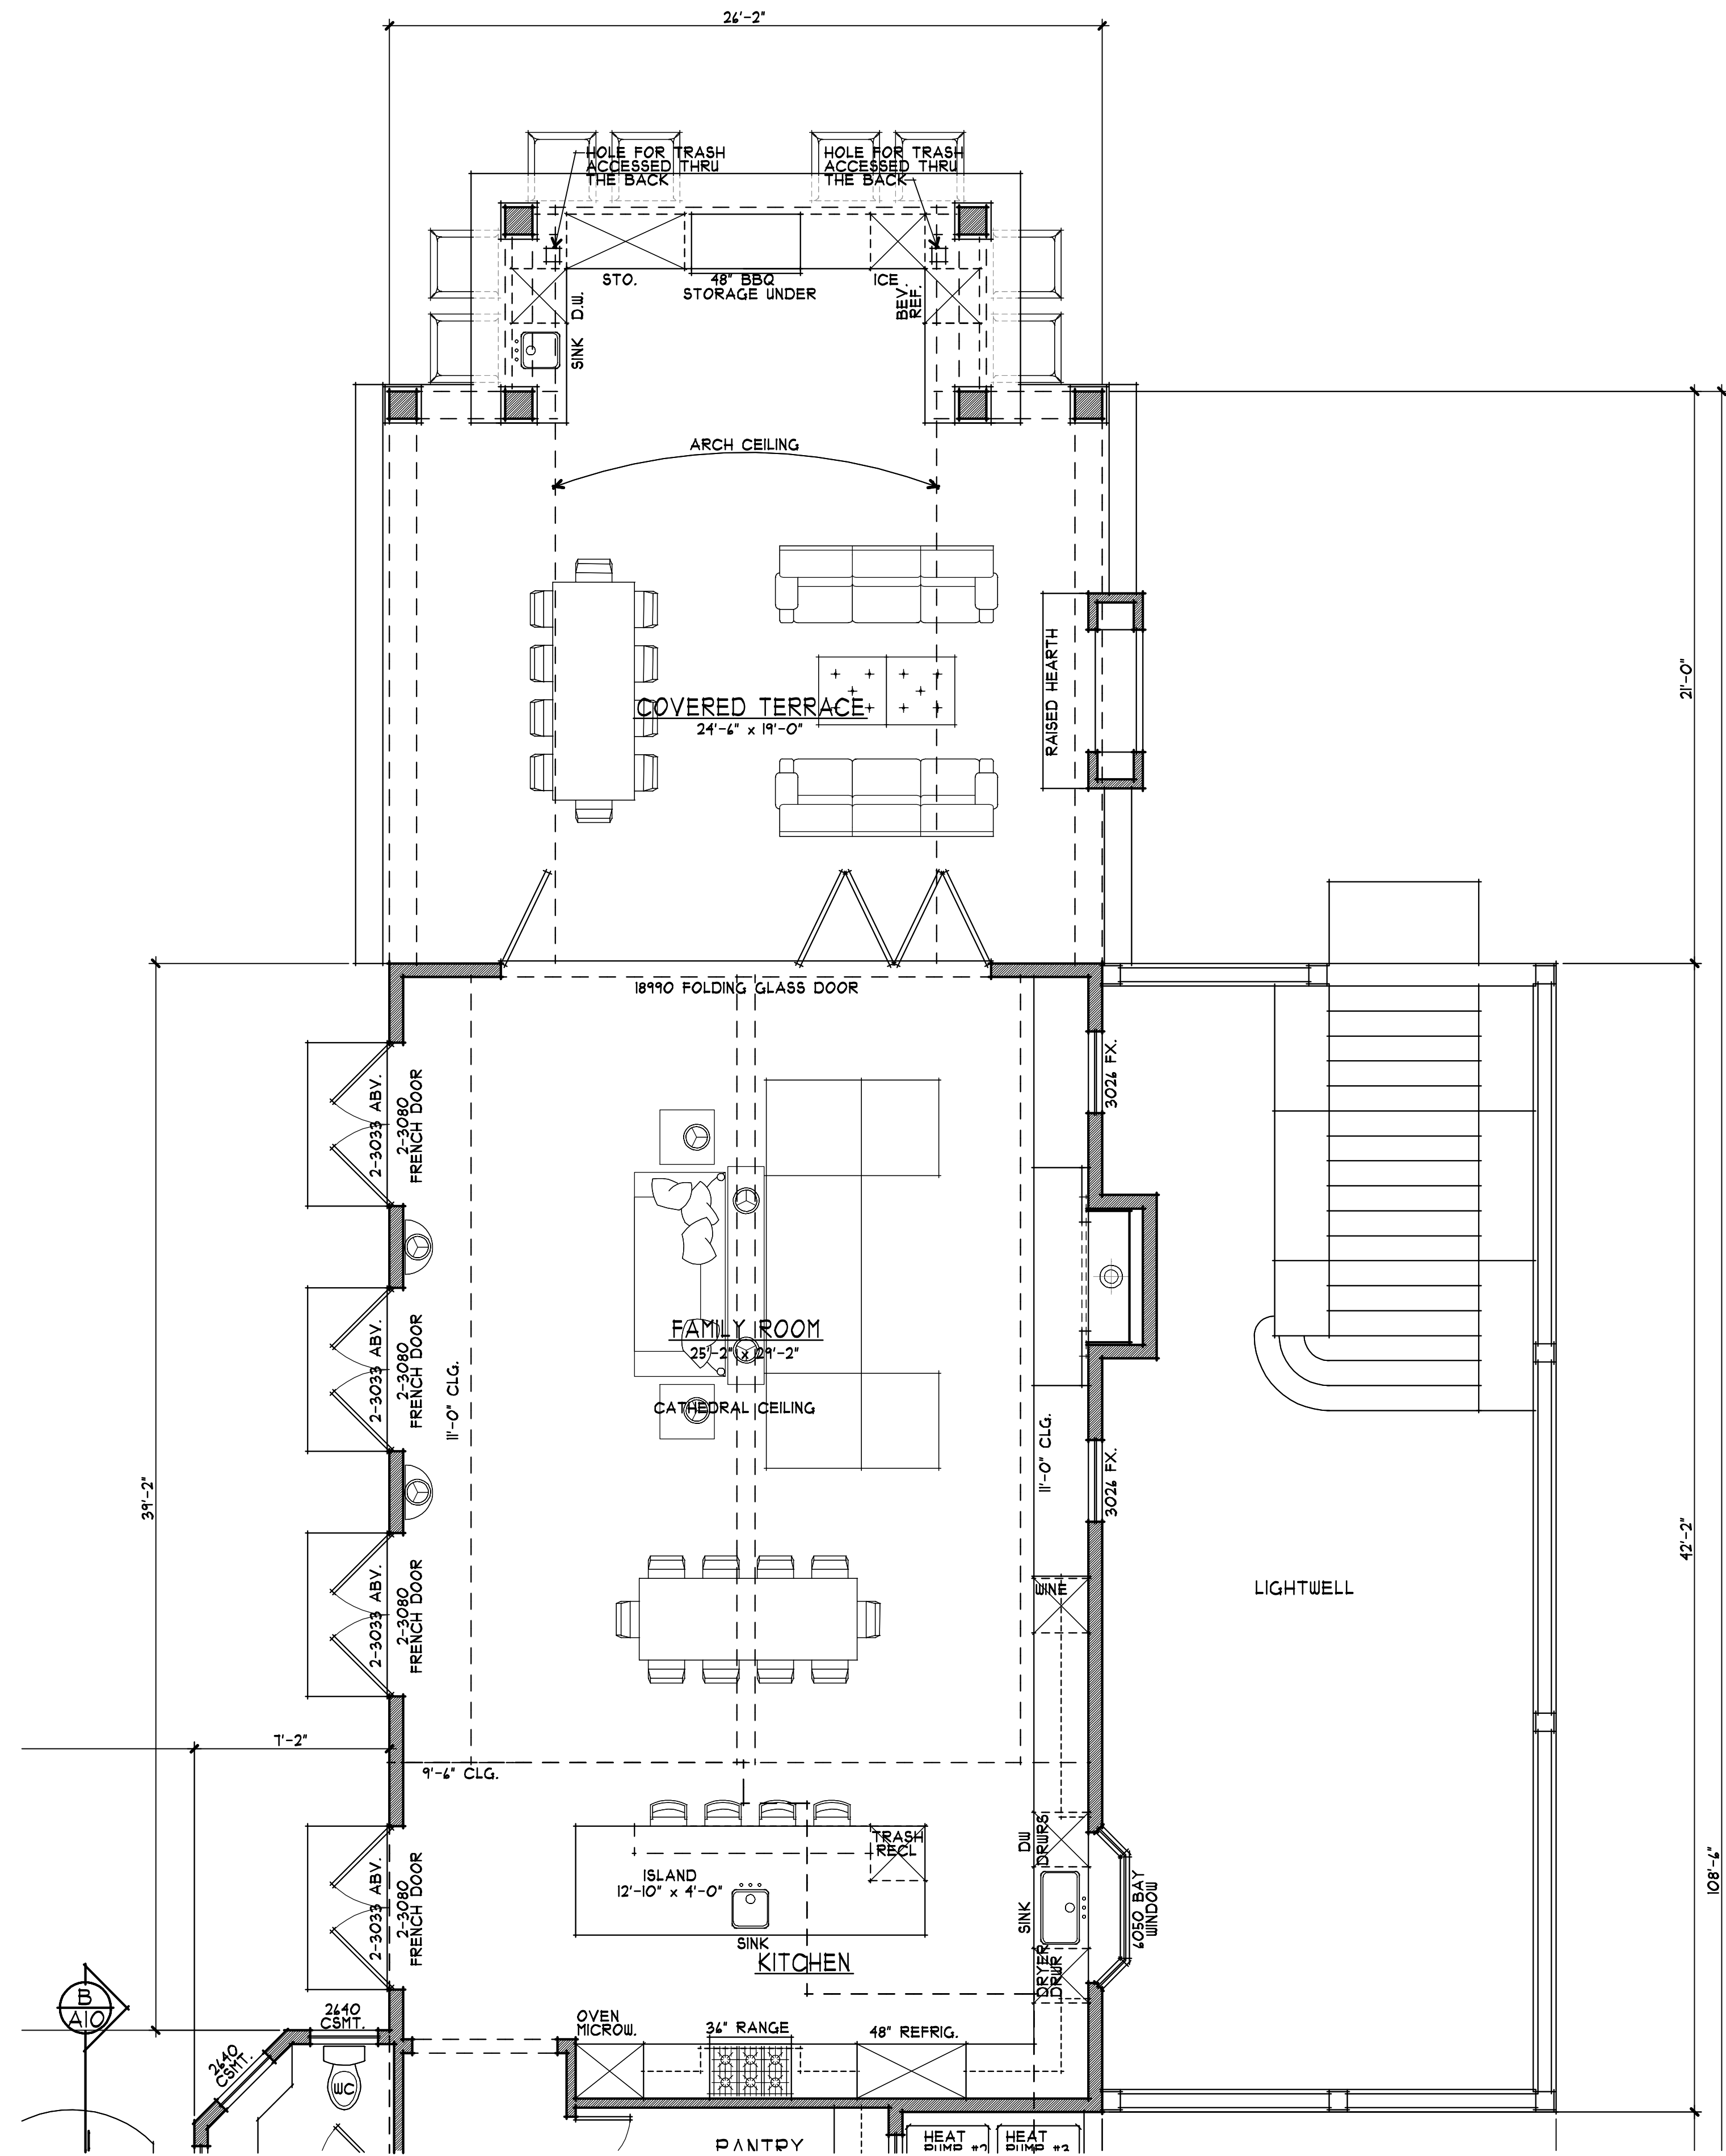 26'-2"
HOLE FOR TRASH
ACCESSED THRU
THE BACK
HOLE FOR TRASH
ACCESSED THRU
THE BACK
STO.
48" BBQ
STORAGE UNDER
ICE
D.W.
SINK
BEV.
REF.
ARCH CEILING
RAISED HEARTH
21'-0"
COVERED TERRACE
24'-6" x 19'-0"
18990 FOLDING GLASS DOOR
3026 FX.
2-3033 ABV.
2-3080
FRENCH DOOR
FAMILY ROOM
25'-2" x 29'-2"
CATHEDRAL CEILING
2-3033 ABV.
2-3080
FRENCH DOOR
11'-0" CLG.
11'-0" CLG.
3026 FX.
39'-2"
42'-2"
LIGHTWELL
WINE
2-3033 ABV.
2-3080
FRENCH DOOR
7'-2"
9'-6" CLG.
TRASH
RECL
DW
DRWRS
ISLAND
12'-10" x 4'-0"
SINK
SINK
6050 BAY
WINDOW
108'-6"
2-3033 ABV.
2-3080
FRENCH DOOR
KITCHEN
DRYER
DRWR
B
A10
2640
CSMT.
OVEN
MICROW.
36" RANGE
48" REFRIG.
2640
CSMT.
WC
PANTRY
HEAT
PUMP #2
HEAT
PUMP #3